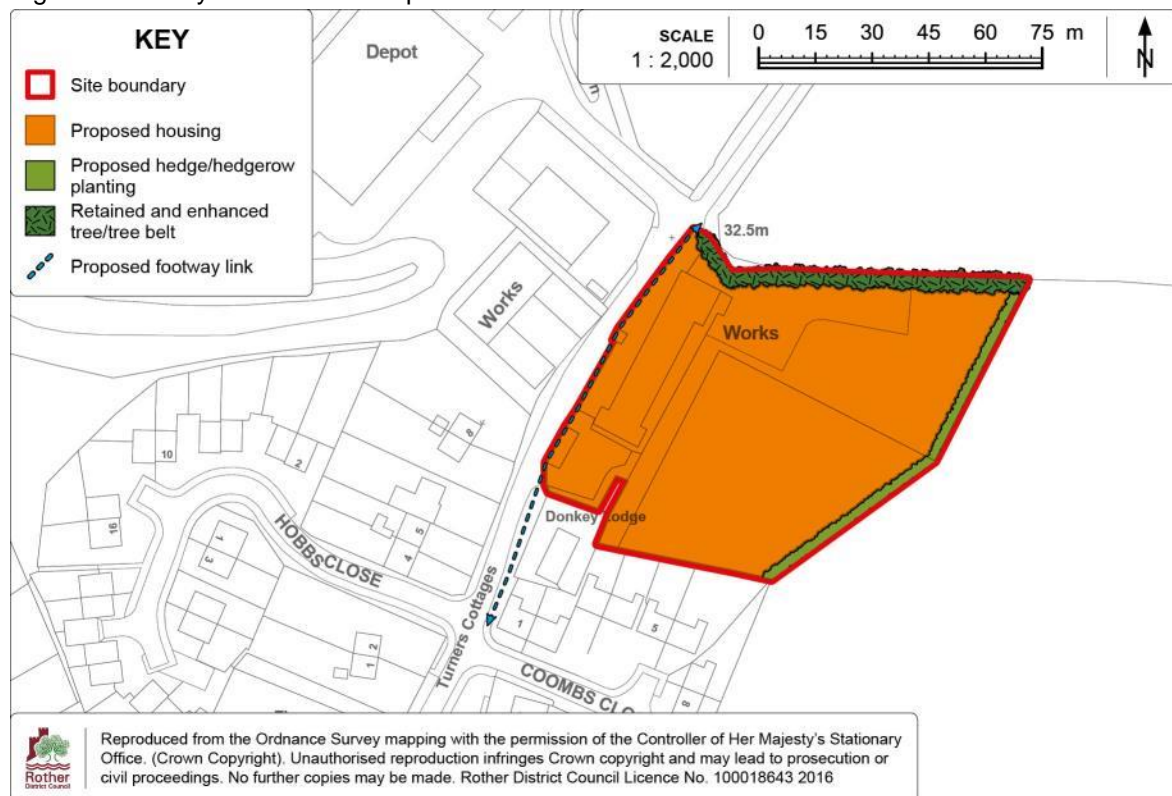 KEY
Site boundary
Proposed housing
Proposed hedge/hedgerow
planting
Retained and enhanced
tree/tree belt
Proposed footway link
SCALE
1 : 2,000
0 15 30 45 60 75 m
N
Depot
32.5m
Works
Works
8
10
2
16
5
4
1
3
HOBBS CLOSE
Donkey Lodge
Turners Cottages
1
5
2
1
COOMBS CLO
8
Rother
District Council
Reproduced from the Ordnance Survey mapping with the permission of the Controller of Her Majesty's Stationary
Office. (Crown Copyright). Unauthorised reproduction infringes Crown copyright and may lead to prosecution or
civil proceedings. No further copies may be made. Rother District Council Licence No. 100018643 2016